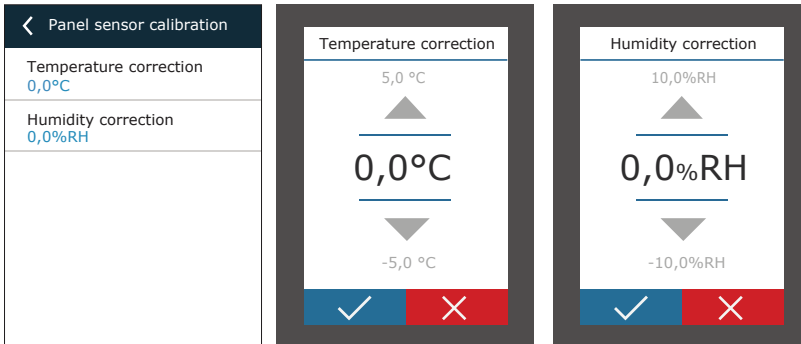 Panel sensor calibration
Temperature correction
0,0°C
Humidity correction
0,0%RH
Temperature correction
5,0 °C
0,0°C
-5,0 °C
Humidity correction
10,0%RH
0,0%RH
-10,0%RH